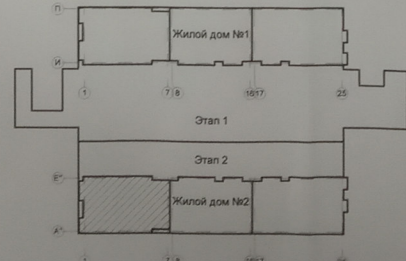 П
Жилой дом №1
И
1
7
8
16
17
25
Этап 1
Этап 2
Е"
Жилой дом №2
А"